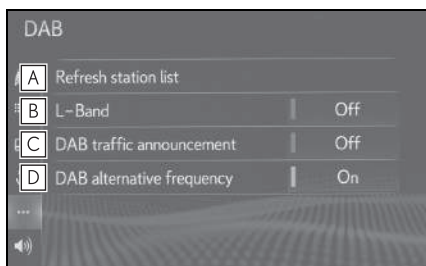 DAB
A Refresh station list
B L-Band Off
C DAB traffic announcement Off
D DAB alternative frequency On